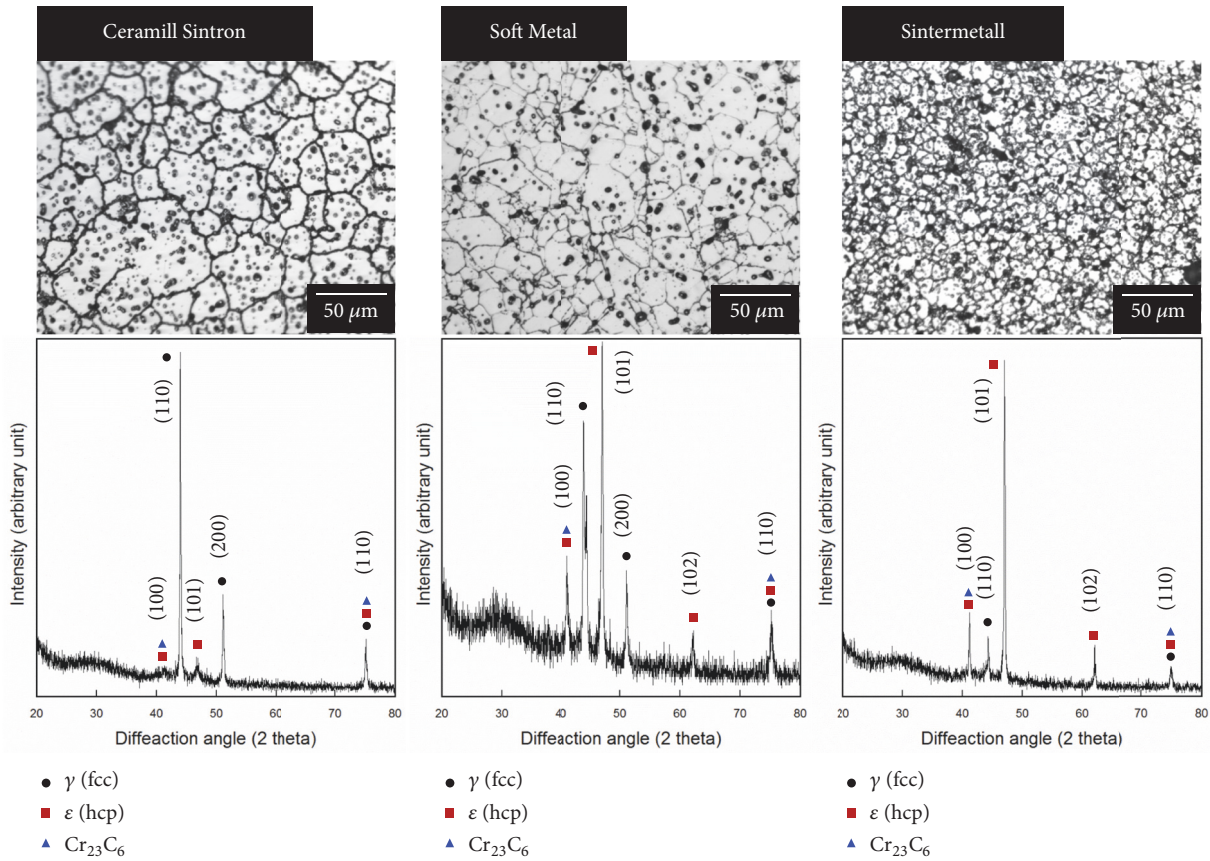 Ceramill Sintron
Soft Metal
Sintermetall
50 μm
50 μm
50 μm
Intensity (arbitrary unit)
(100)
(110)
(101)
(200)
(110)
20 30 40 50 60 70 80
Diffeaction angle (2 theta)
Intensity (arbitrary unit)
(100)
(110)
(101)
(200)
(102)
(110)
20 30 40 50 60 70 80
Diffeaction angle (2 theta)
Intensity (arbitrary unit)
(100)
(110)
(101)
(102)
(110)
20 30 40 50 60 70 80
Diffeaction angle (2 theta)
γ (fcc)
ε (hcp)
Cr₂₃C₆
γ (fcc)
ε (hcp)
Cr₂₃C₆
γ (fcc)
ε (hcp)
Cr₂₃C₆